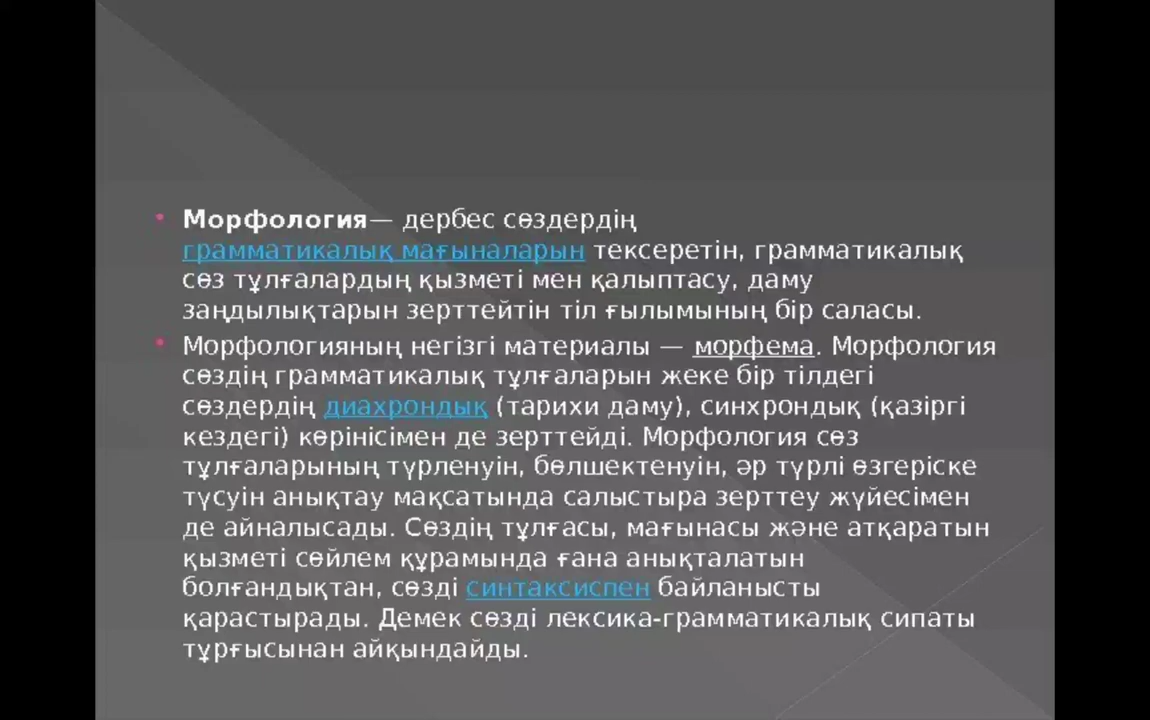 Морфология— дербес сөздердің
грамматикалық мағыналарын тексеретін, грамматикалық
сөз тұлғалардың қызметі мен қалыптасу, даму
заңдылықтарын зерттейтін тіл ғылымының бір саласы.
Морфологияның негізгі материалы — морфема. Морфология
сөздің грамматикалық тұлғаларын жеке бір тілдегі
сөздердің диахрондық (тарихи даму), синхрондық (қазіргі
кездегі) көрінісімен де зерттейді. Морфология сөз
тұлғаларының түрленуін, бөлшектенуін, әр түрлі өзгеріске
түсуін анықтау мақсатында салыстыра зерттеу жүйесімен
де айналысады. Сөздің тұлғасы, мағынасы және атқаратын
қызметі сөйлем құрамында ғана анықталатын
болғандықтан, сөзді синтаксиспен байланысты
қарастырады. Демек сөзді лексика-грамматикалық сипаты
тұрғысынан айқындайды.